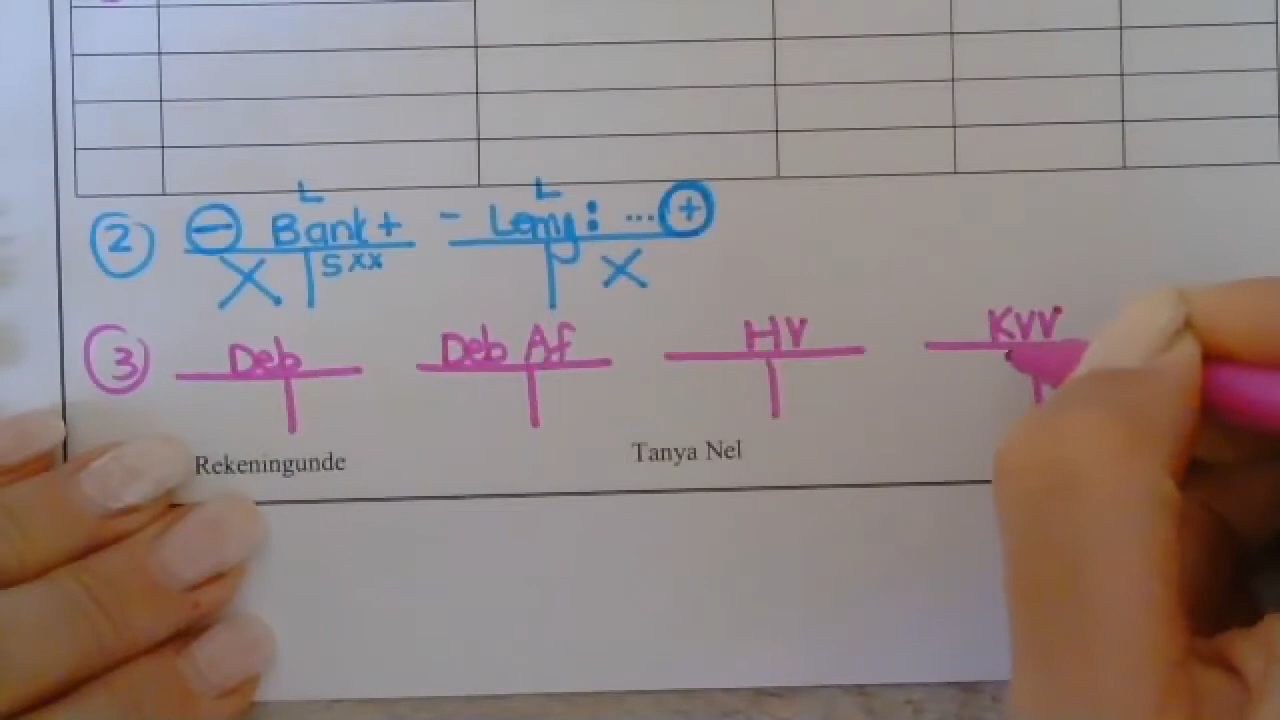 L L
② ⊖ Bank + - Leny: ... ⊕
X 5xx X
③ Deb Deb Af HV KVV
Rekeningunde Tanya Nel